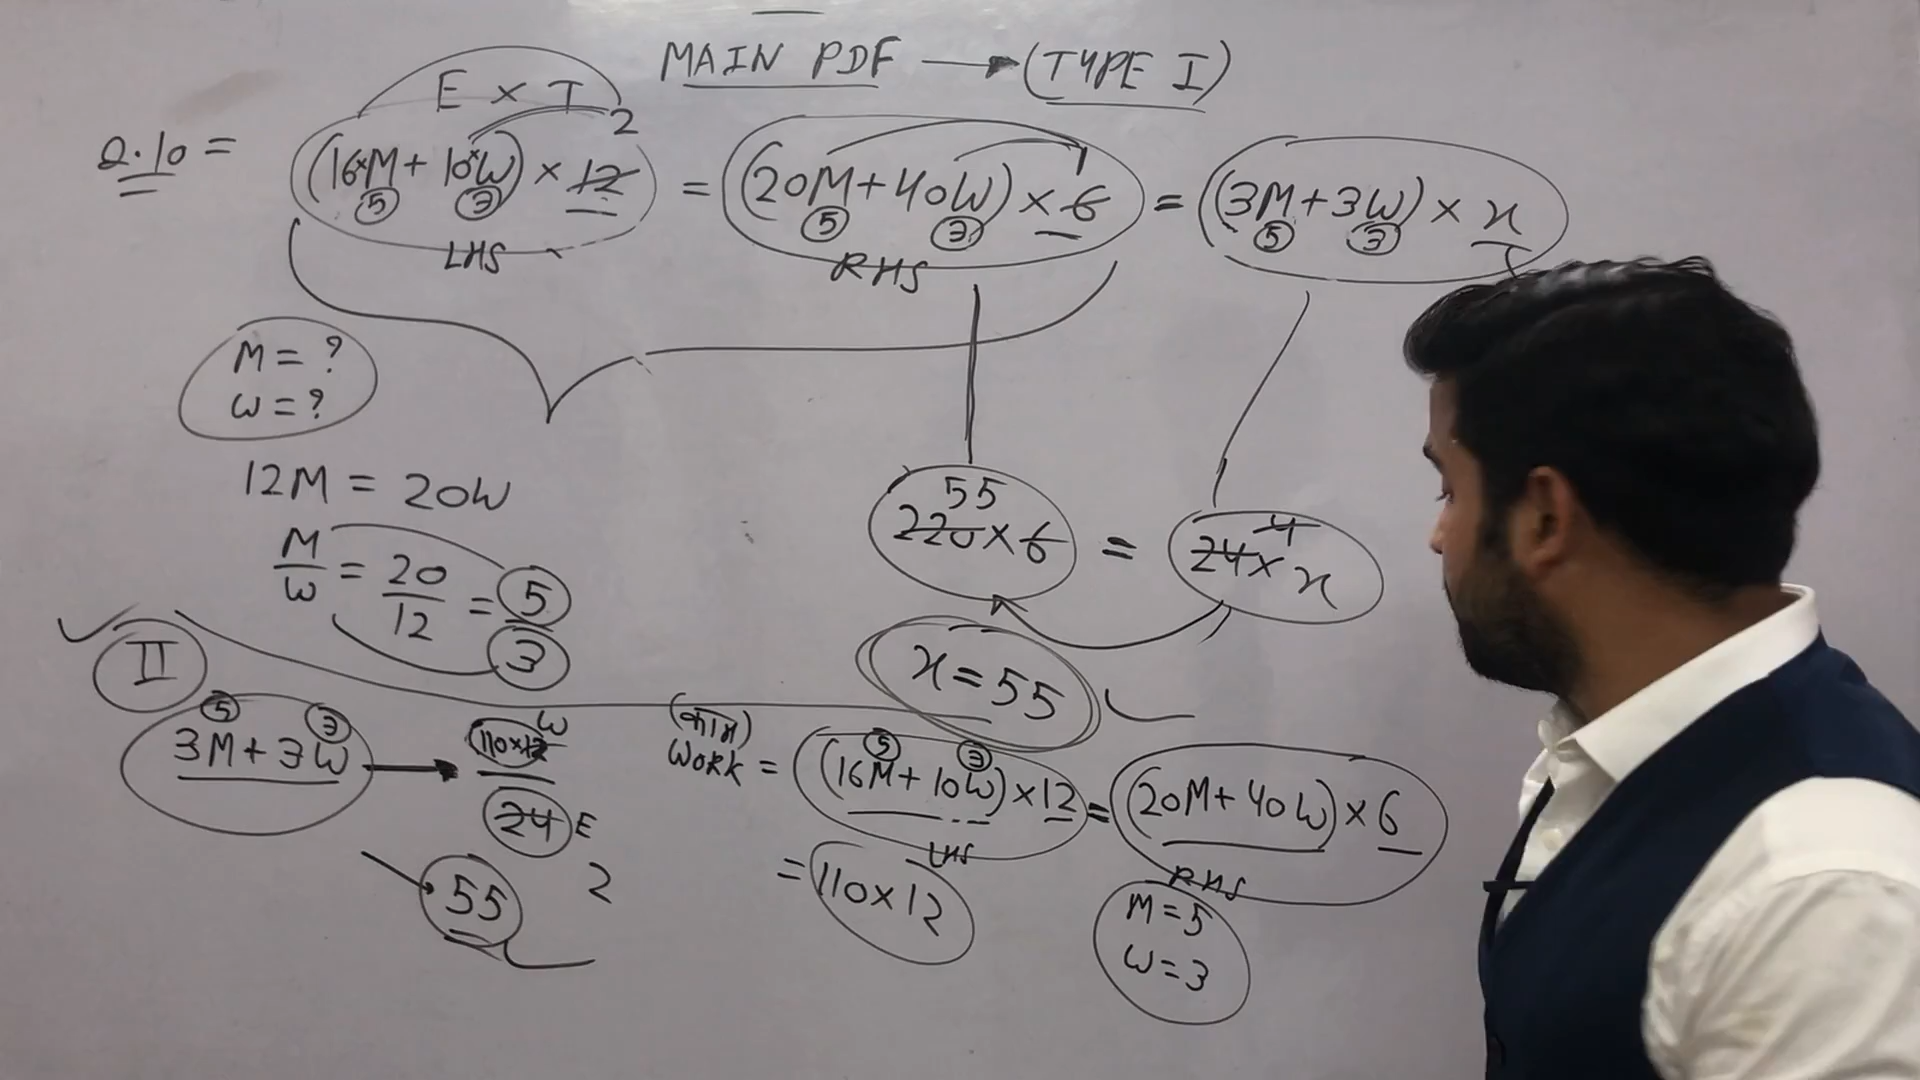 MAIN PDF → (TYPE I)
E × T
Q.10 = (16M + 10W) × 12 = (20M + 40W) × 6 = (3M + 3W) × x
2 1
5 3 5 3 5 3
LHS RHS
M = ?
W = ?
12M = 20W
M/W = 20/12 = 5/3
55 4
220 × 6 = 24 × x
x = 55
II
5 3
3M + 3W → 110×12 W
24 E
55 2
(काम)
WORK = (16M + 10W) × 12 = (20M + 40W) × 6
5 3
LHS RHS
= 110 × 12
M = 5
W = 3